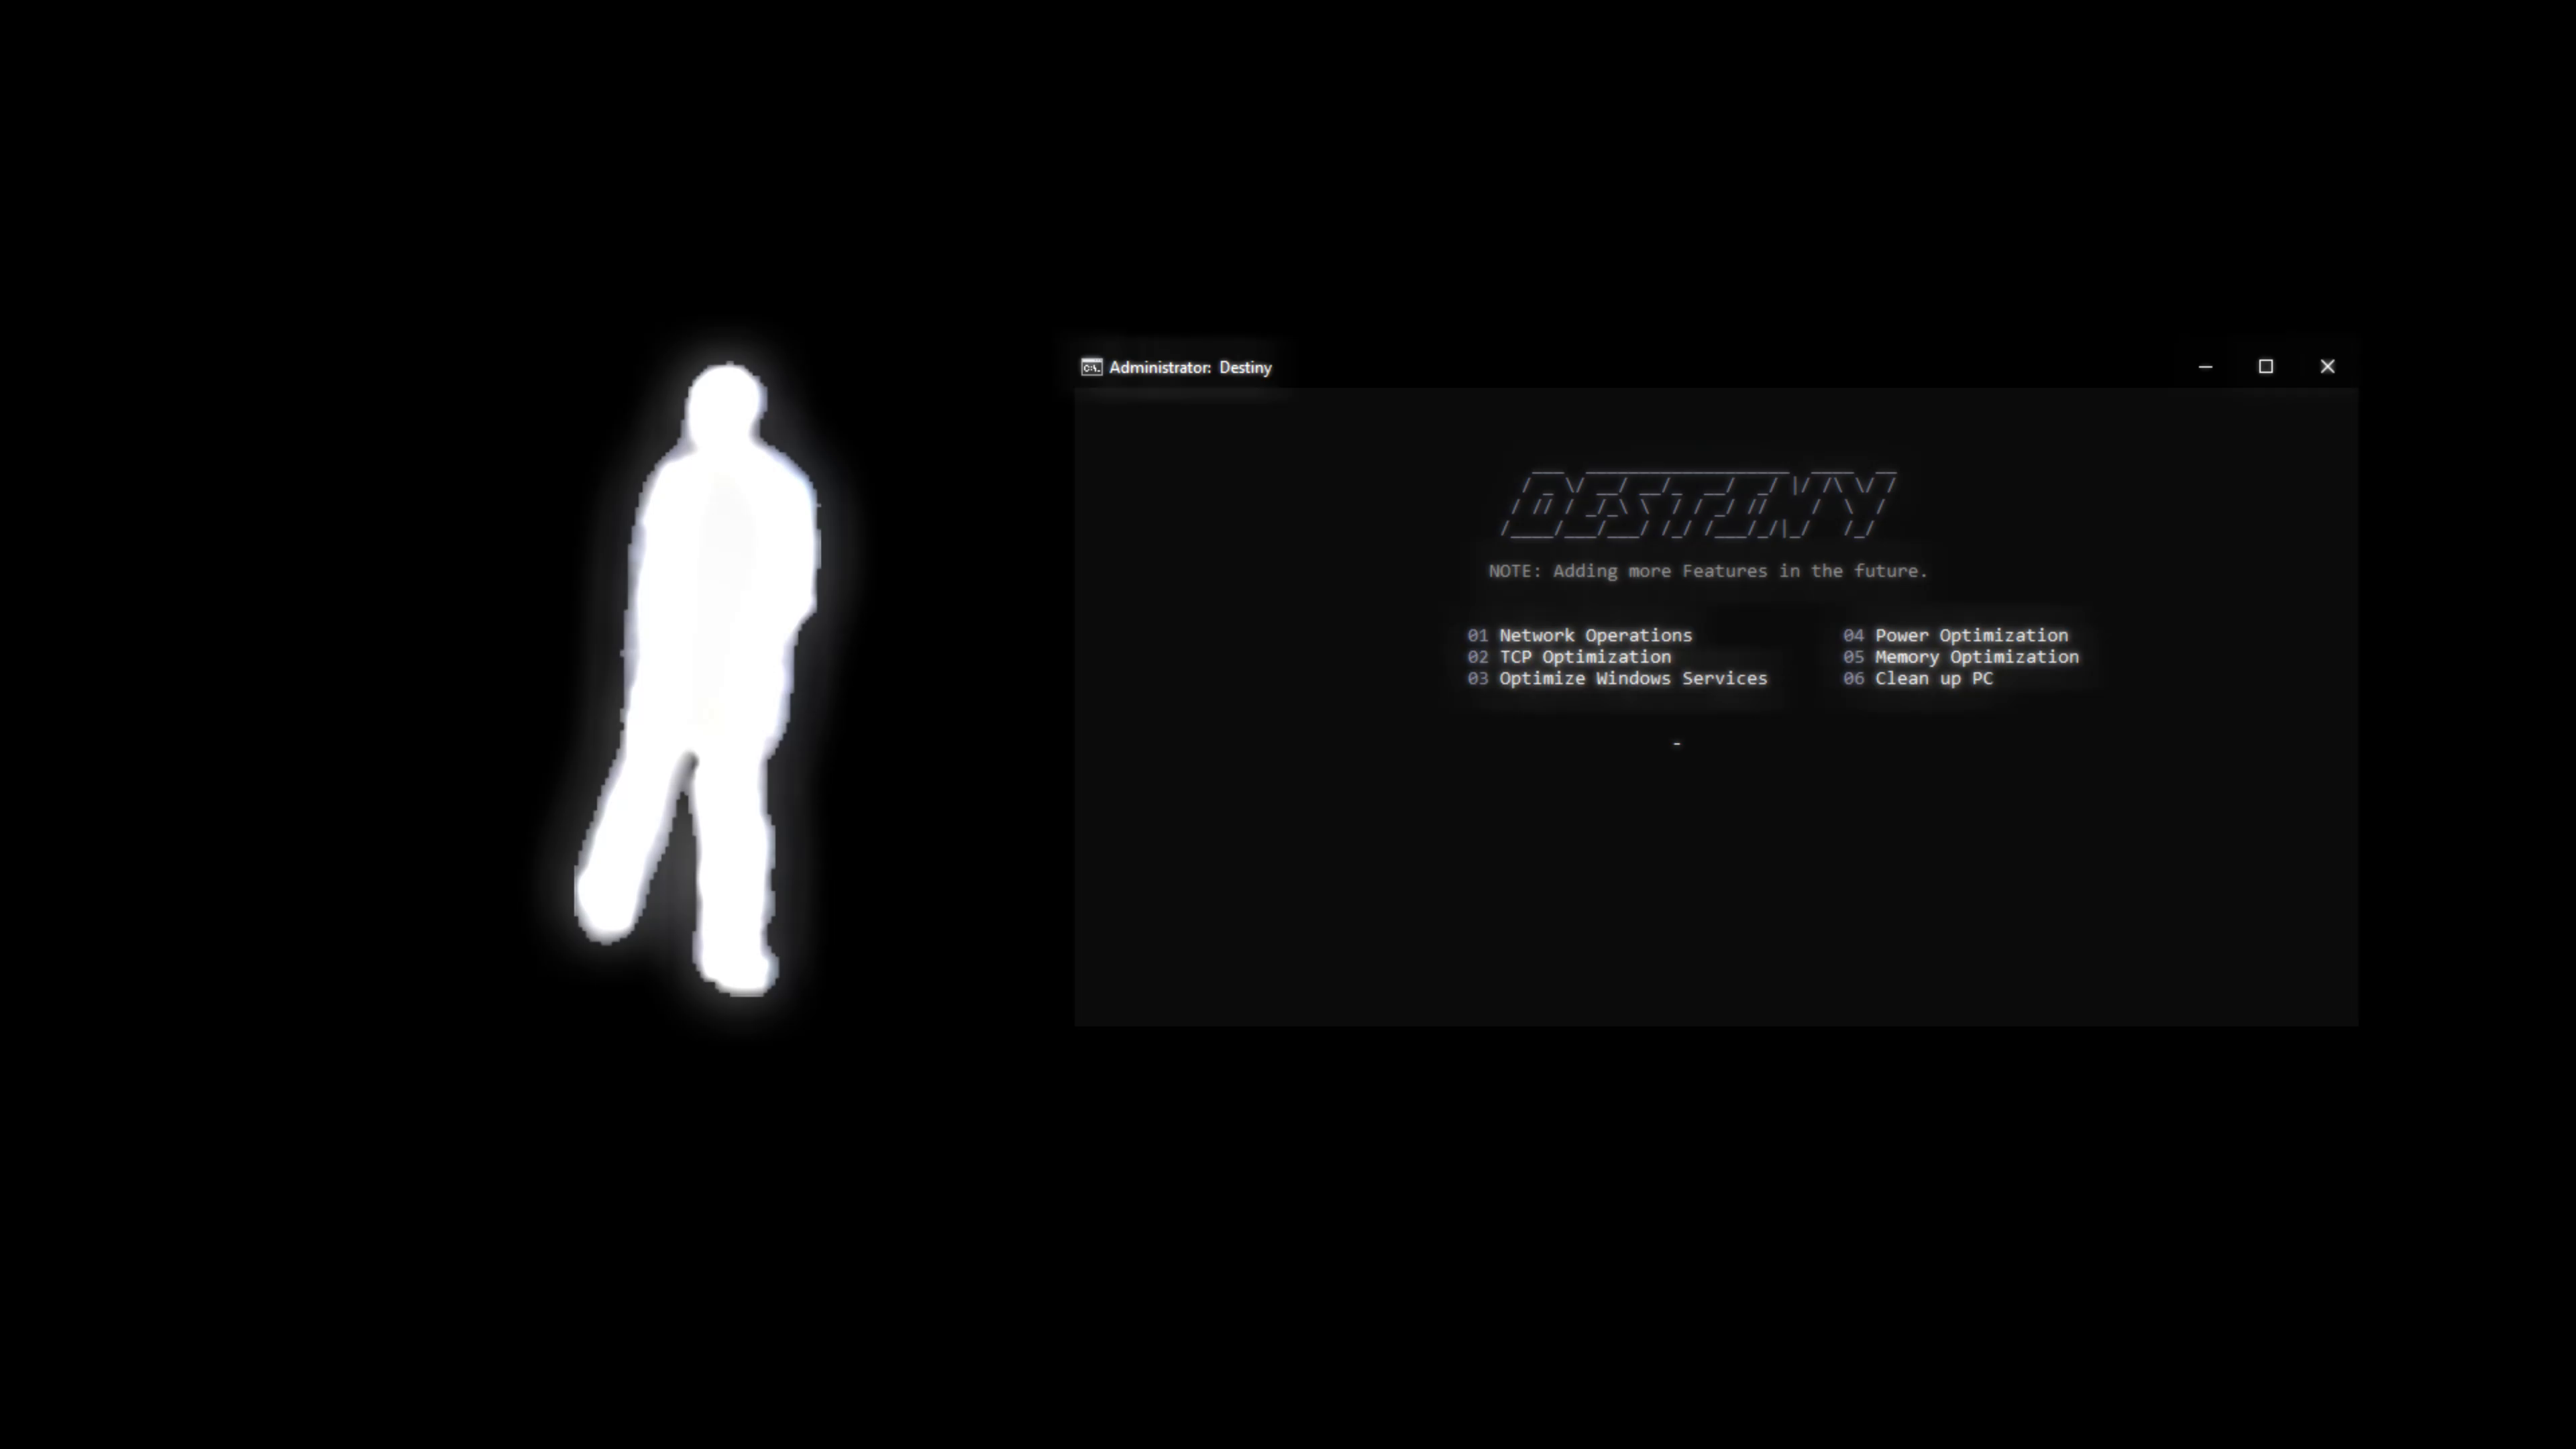 Administrator: Destiny
DESTINY
NOTE: Adding more Features in the future.
01 Network Operations
02 TCP Optimization
03 Optimize Windows Services
04 Power Optimization
05 Memory Optimization
06 Clean up PC